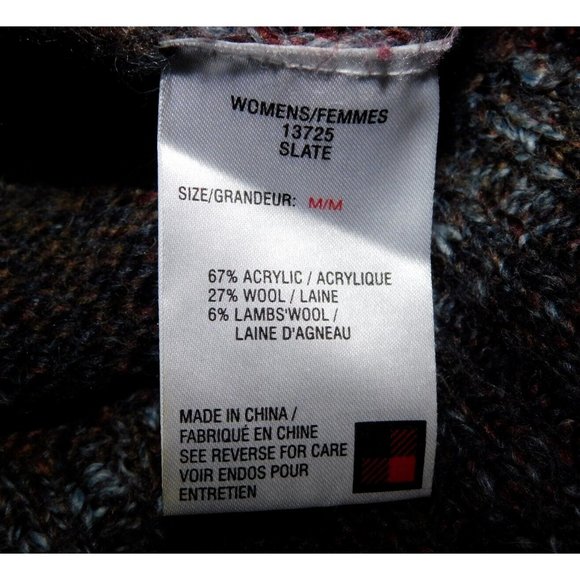 WOMENS/FEMMES
13725
SLATE
SIZE/GRANDEUR: M/M
67% ACRYLIC / ACRYLIQUE
27% WOOL / LAINE
6% LAMBS'WOOL /
LAINE D'AGNEAU
MADE IN CHINA /
FABRIQUÉ EN CHINE
SEE REVERSE FOR CARE
VOIR ENDOS POUR
ENTRETIEN